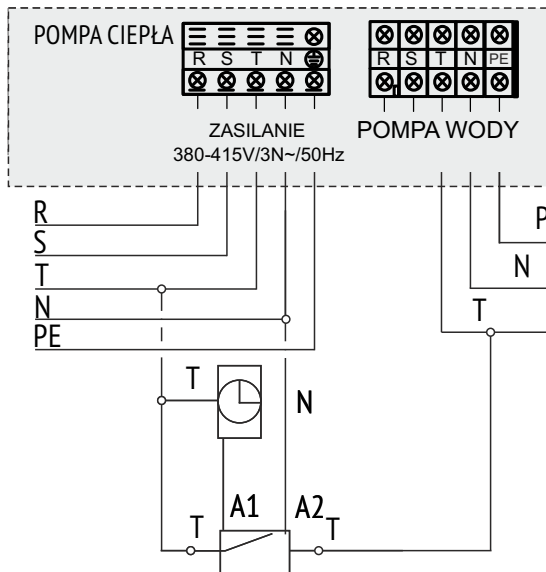 POMPA CIEPŁA
R S T N
R S T N PE
ZASILANIE
380-415V/3N~/50Hz
POMPA WODY
R
S
T
N
PE
P
N
T
T
N
A1
A2
T
T